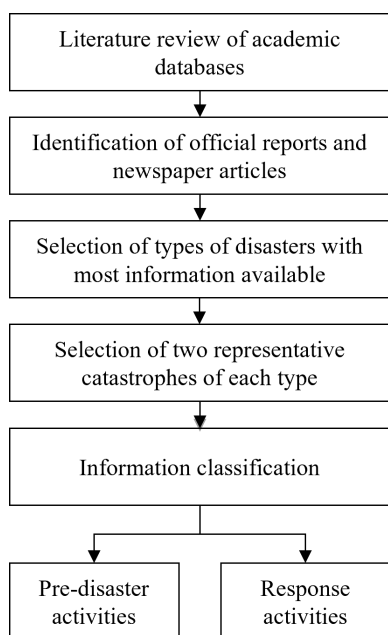 Literature review of academic
databases
Identification of official reports and
newspaper articles
Selection of types of disasters with
most information available
Selection of two representative
catastrophes of each type
Information classification
Pre-disaster
activities
Response
activities